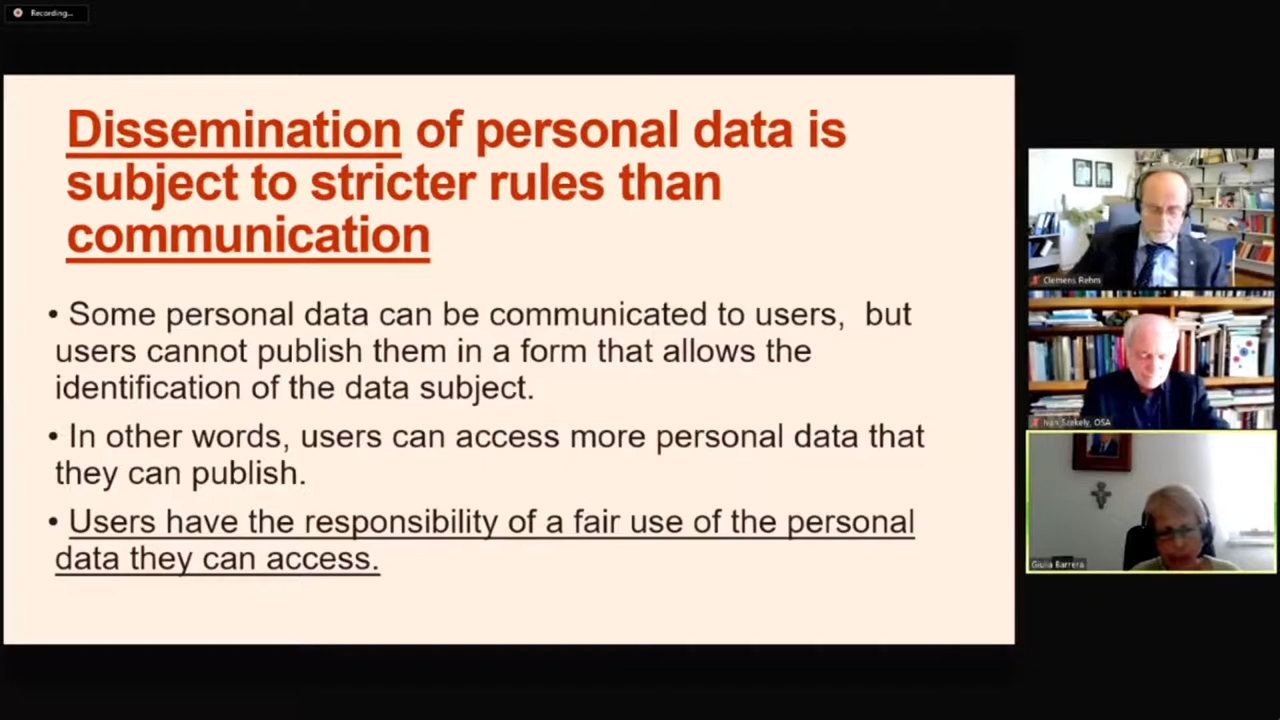 Recording...
Dissemination of personal data is
subject to stricter rules than
communication
• Some personal data can be communicated to users, but
users cannot publish them in a form that allows the
identification of the data subject.
• In other words, users can access more personal data that
they can publish.
• Users have the responsibility of a fair use of the personal
data they can access.
Clemens Rehm
Iván Székely, OSA
Giulia Barrera